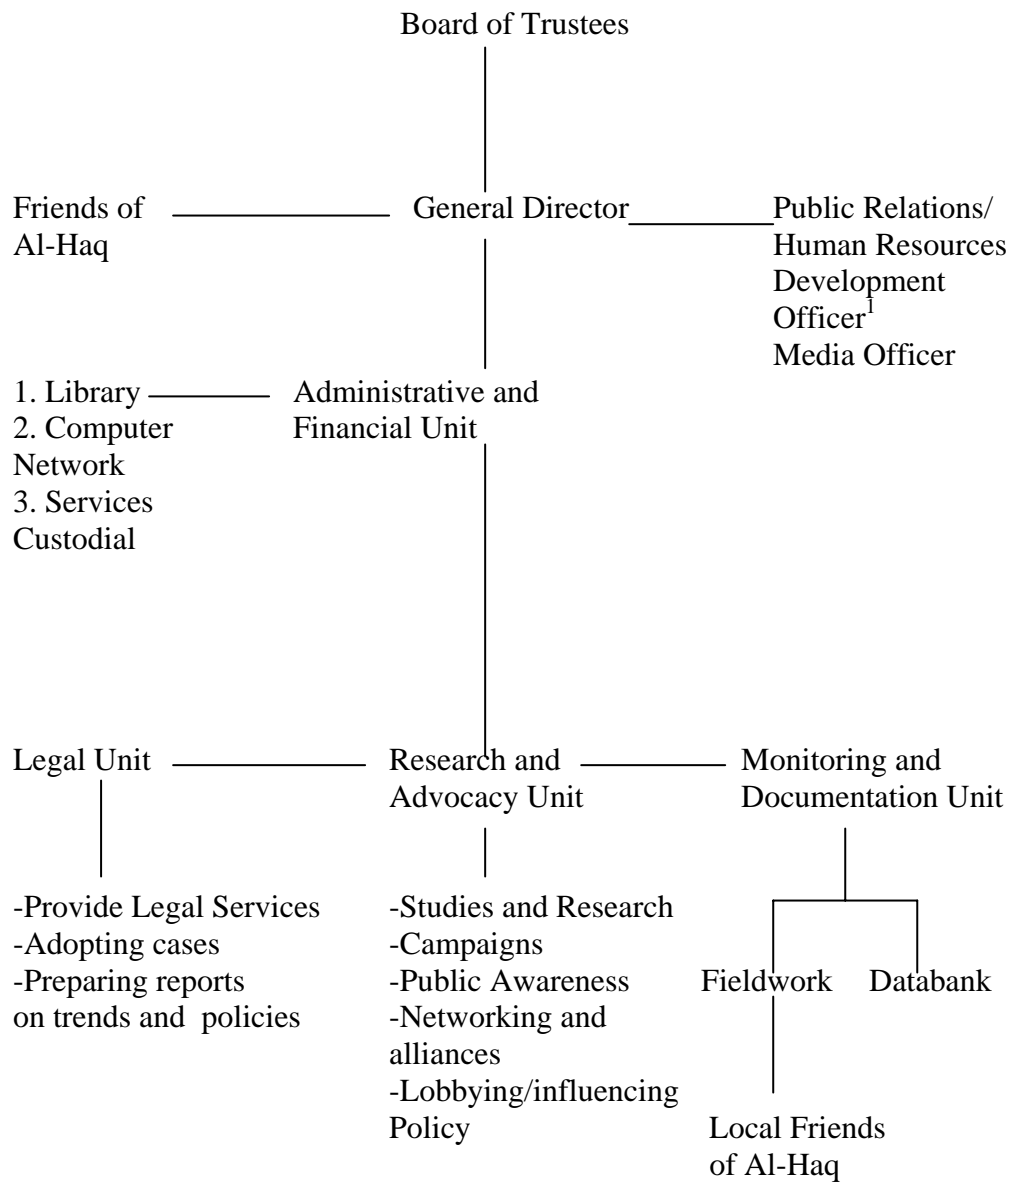 Board of Trustees
Friends of
Al-Haq
General Director
Public Relations/
Human Resources
Development
Officer1
Media Officer
1. Library
2. Computer
Network
3. Services
Custodial
Administrative and
Financial Unit
Legal Unit
Research and
Advocacy Unit
Monitoring and
Documentation Unit
-Provide Legal Services
-Adopting cases
-Preparing reports
on trends and  policies
-Studies and Research
-Campaigns
-Public Awareness
-Networking and
alliances
-Lobbying/influencing
Policy
Fieldwork
Databank
Local Friends
of Al-Haq